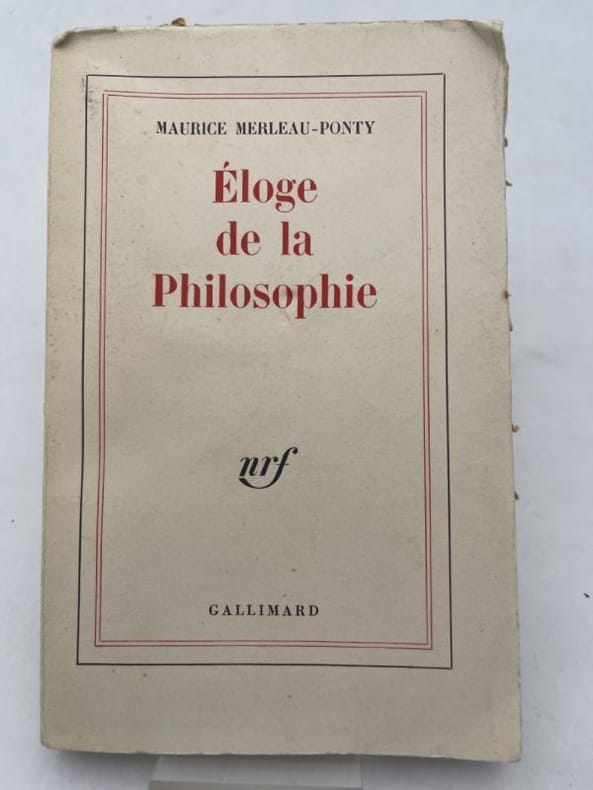 MAURICE MERLEAU-PONTY
Éloge
de la
Philosophie
nrf
GALLIMARD